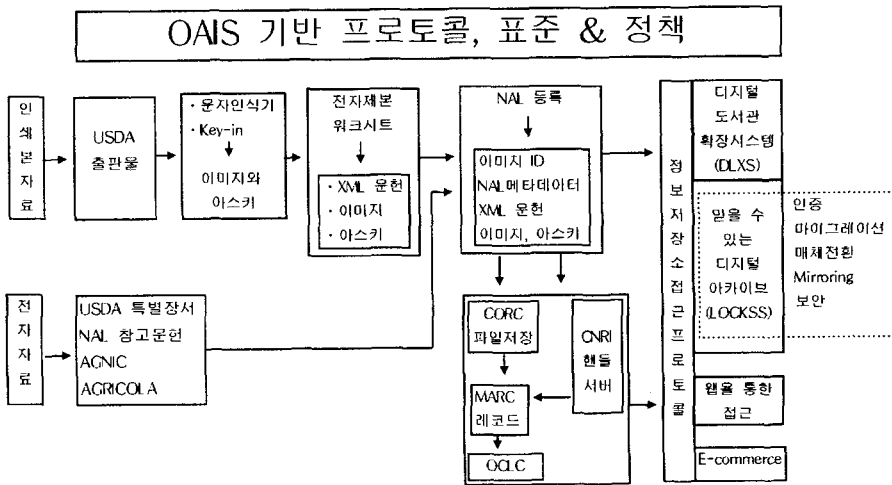 OAIS 기반 프로토콜, 표준 & 정책
인쇄본자료
USDA
출판물
· 문자인식기
· Key-in
이미지와
아스키
전자제본
워크시트
· XML 문헌
· 이미지
· 아스키
NAL 등록
이미지 ID
NAL메타데이터
XML 문헌
이미지, 아스키
전자자료
USDA 특별장서
NAL 참고문헌
AGNIC
AGRICOLA
CORC
파일저장
CNRI
핸들
서버
MARC
레코드
OCLC
정보저장소접근프로토콜
디지털
도서관
확장시스템
(DLXS)
믿을 수
있는
디지털
아카이브
(LOCKSS)
인증
마이그레이션
매체전환
Mirroring
보안
웹을 통한
접근
E-commerce